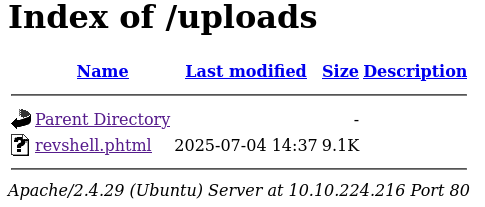 Index of /uploads
Name Last modified Size Description
Parent Directory -
revshell.phtml 2025-07-04 14:37 9.1K
Apache/2.4.29 (Ubuntu) Server at 10.10.224.216 Port 80